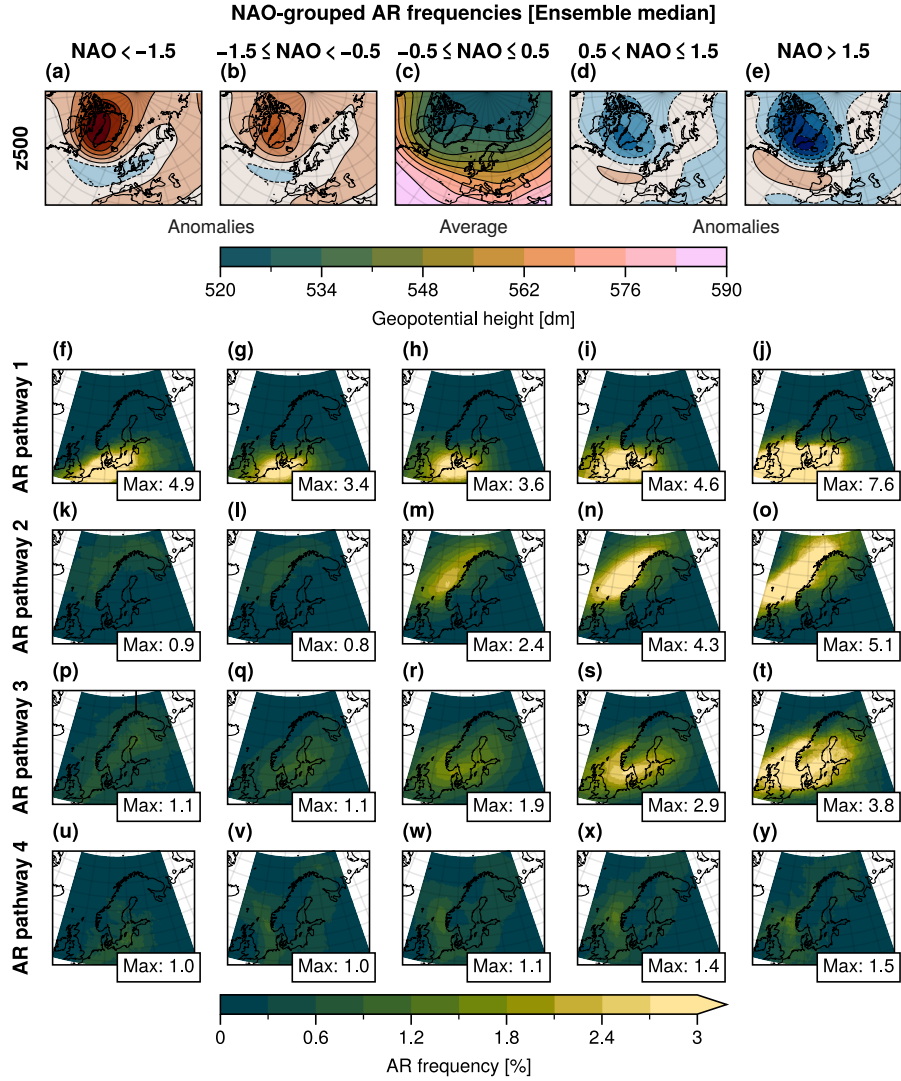 NAO-grouped AR frequencies [Ensemble median]
NAO < −1.5
−1.5 ≤ NAO < −0.5
−0.5 ≤ NAO ≤ 0.5
0.5 < NAO ≤ 1.5
NAO > 1.5
(a)
(b)
(c)
(d)
(e)
z500
Anomalies
Average
Anomalies
520
534
548
562
576
590
Geopotential height [dm]
(f)
(g)
(h)
(i)
(j)
AR pathway 1
Max: 4.9
Max: 3.4
Max: 3.6
Max: 4.6
Max: 7.6
(k)
(l)
(m)
(n)
(o)
AR pathway 2
Max: 0.9
Max: 0.8
Max: 2.4
Max: 4.3
Max: 5.1
(p)
(q)
(r)
(s)
(t)
AR pathway 3
Max: 1.1
Max: 1.1
Max: 1.9
Max: 2.9
Max: 3.8
(u)
(v)
(w)
(x)
(y)
AR pathway 4
Max: 1.0
Max: 1.0
Max: 1.1
Max: 1.4
Max: 1.5
0
0.6
1.2
1.8
2.4
3
AR frequency [%]